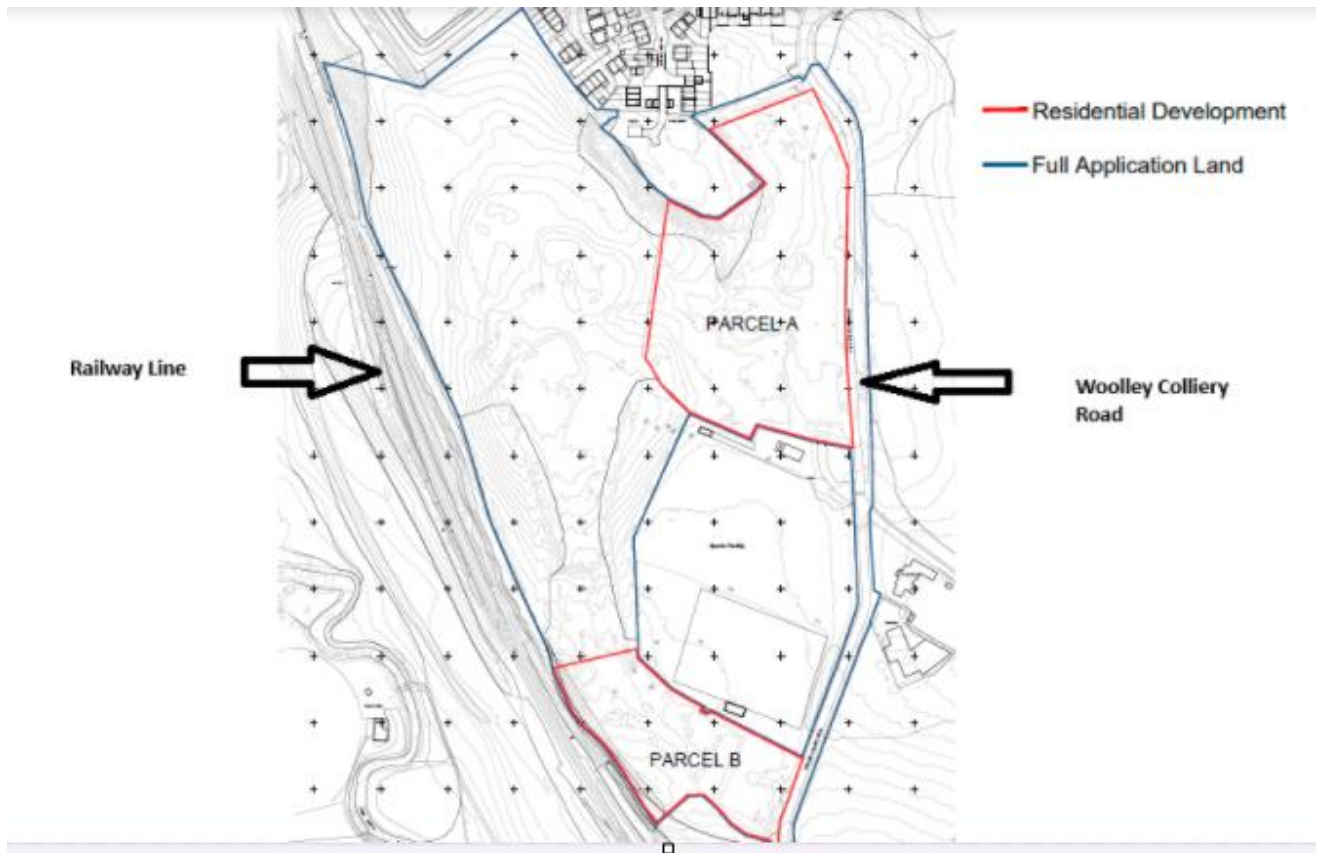 Residential Development
Full Application Land
PARCEL A
Railway Line
Woolley Colliery
Road
PARCEL B